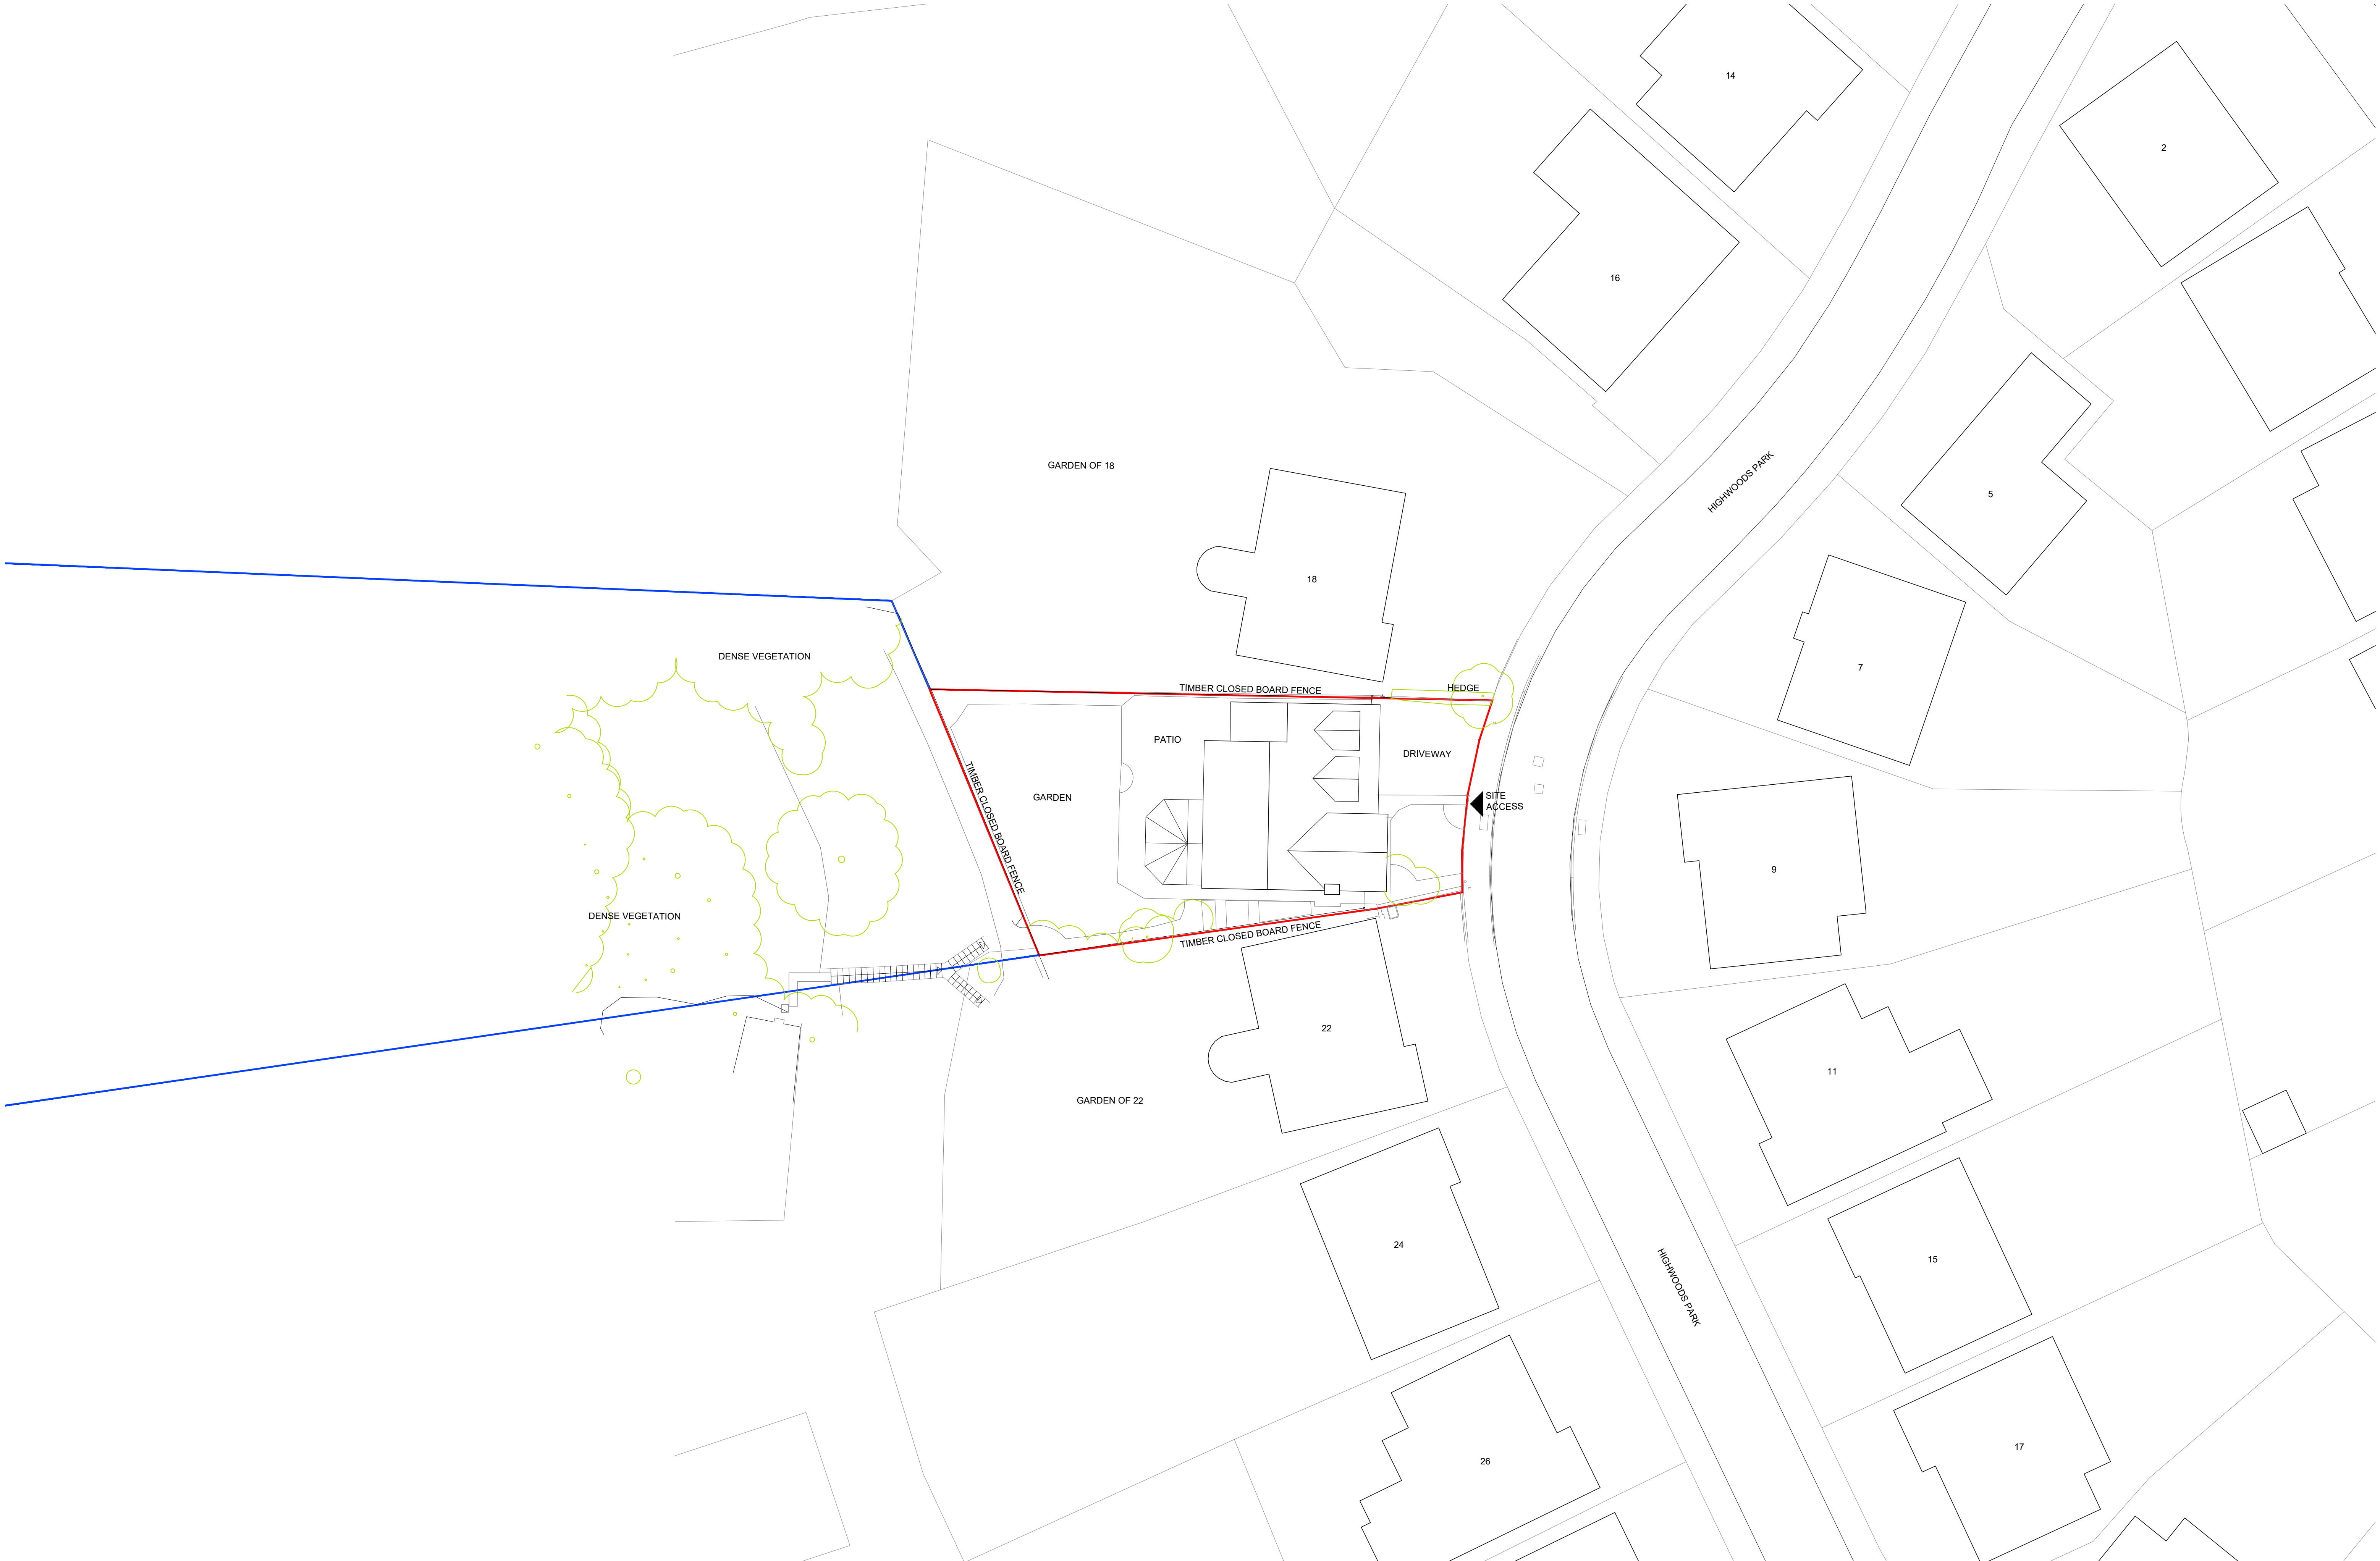 14
2
16
HIGHWOODS PARK
GARDEN OF 18
5
18
7
DENSE VEGETATION
TIMBER CLOSED BOARD FENCE
HEDGE
PATIO
DRIVEWAY
TIMBER CLOSED BOARD FENCE
GARDEN
SITE
ACCESS
9
DENSE VEGETATION
TIMBER CLOSED BOARD FENCE
22
11
GARDEN OF 22
24
15
HIGHWOODS PARK
26
17